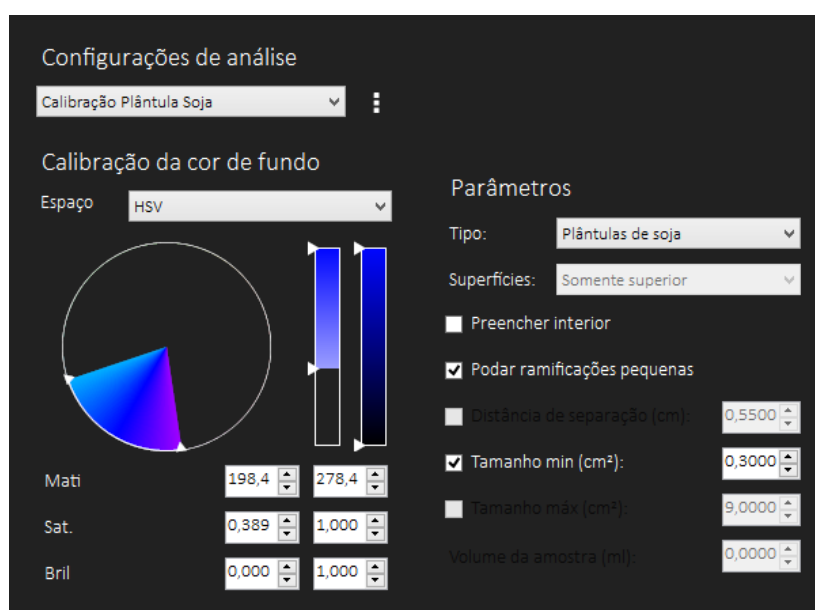 Configurações de análise
Calibração Plântula Soja
Calibração da cor de fundo
Espaço HSV
Mati 198,4 278,4
Sat. 0,389 1,000
Bril 0,000 1,000
Parâmetros
Tipo: Plântulas de soja
Superfícies: Somente superior
Preencher interior
Podar ramificações pequenas
Distância de separação (cm): 0,5500
Tamanho min (cm²): 0,3000
Tamanho máx (cm²): 9,0000
Volume da amostra (ml): 0,0000